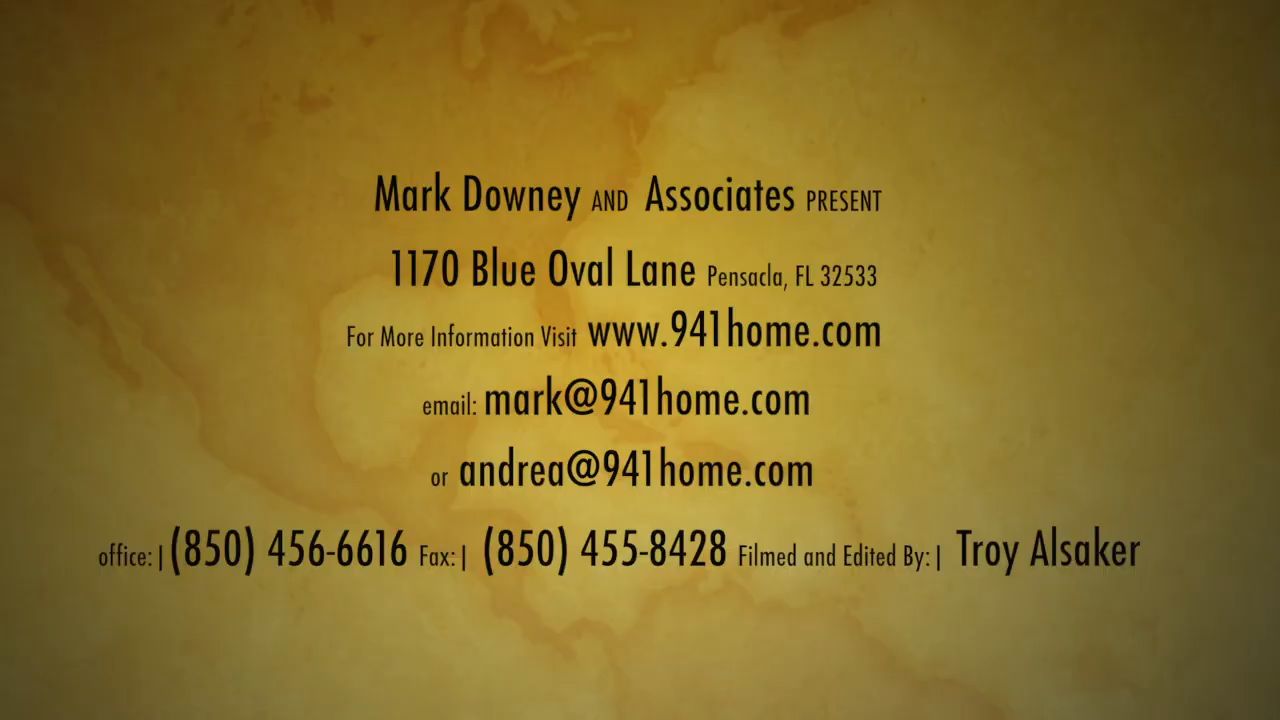 Mark Downey AND Associates PRESENT
1170 Blue Oval Lane Pensacla, FL 32533
For More Information Visit www.941home.com
email: mark@941home.com
or andrea@941home.com
office: | (850) 456-6616 Fax: | (850) 455-8428 Filmed and Edited By: | Troy Alsaker